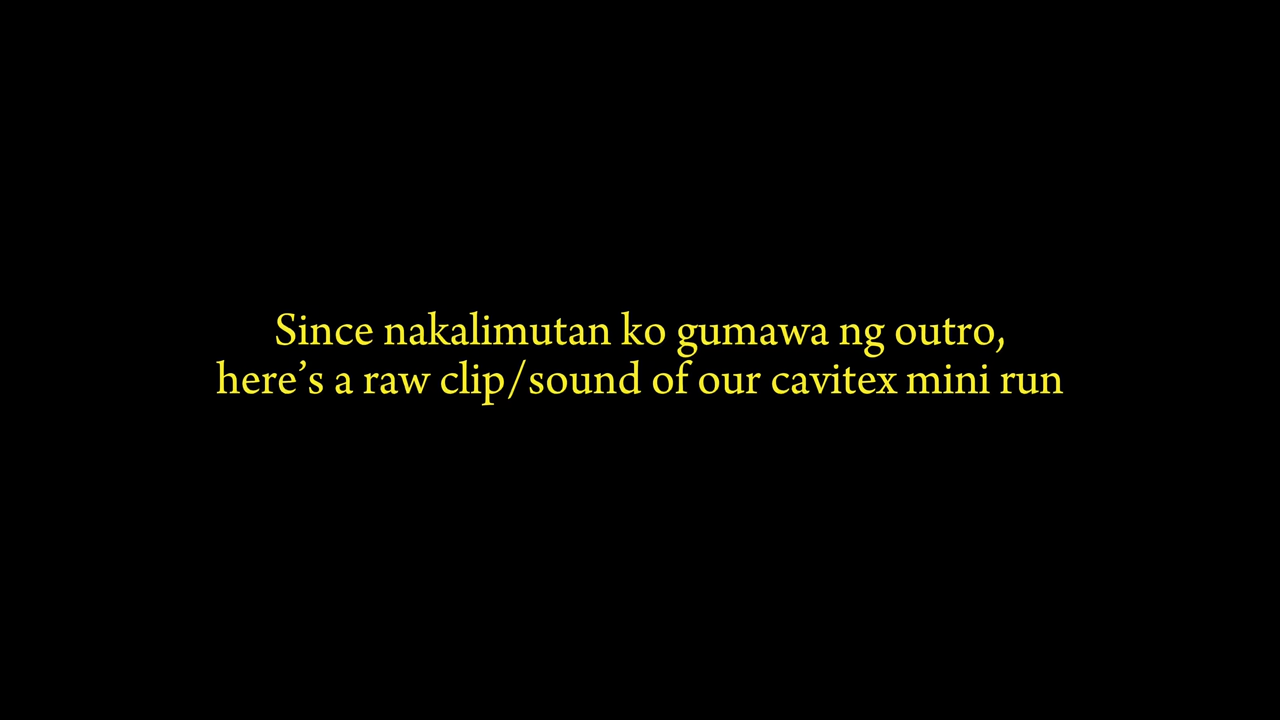 Since nakalimutan ko gumawa ng outro,
here’s a raw clip/sound of our cavitex mini run